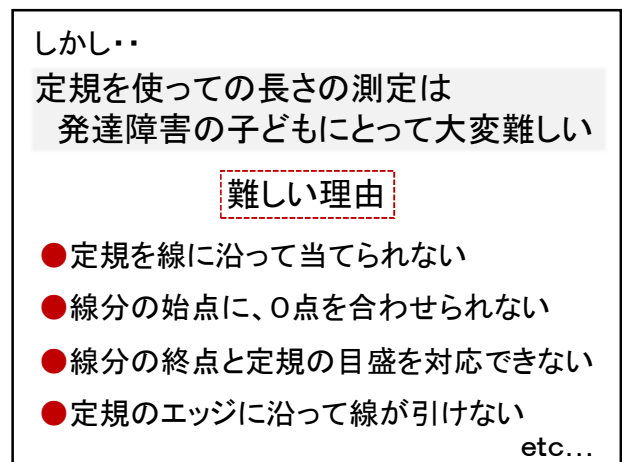 しかし・・
定規を使っての長さの測定は
発達障害の子どもにとって大変難しい
難しい理由
●定規を線に沿って当てられない
●線分の始点に、０点を合わせられない
●線分の終点と定規の目盛を対応できない
●定規のエッジに沿って線が引けない
etc...